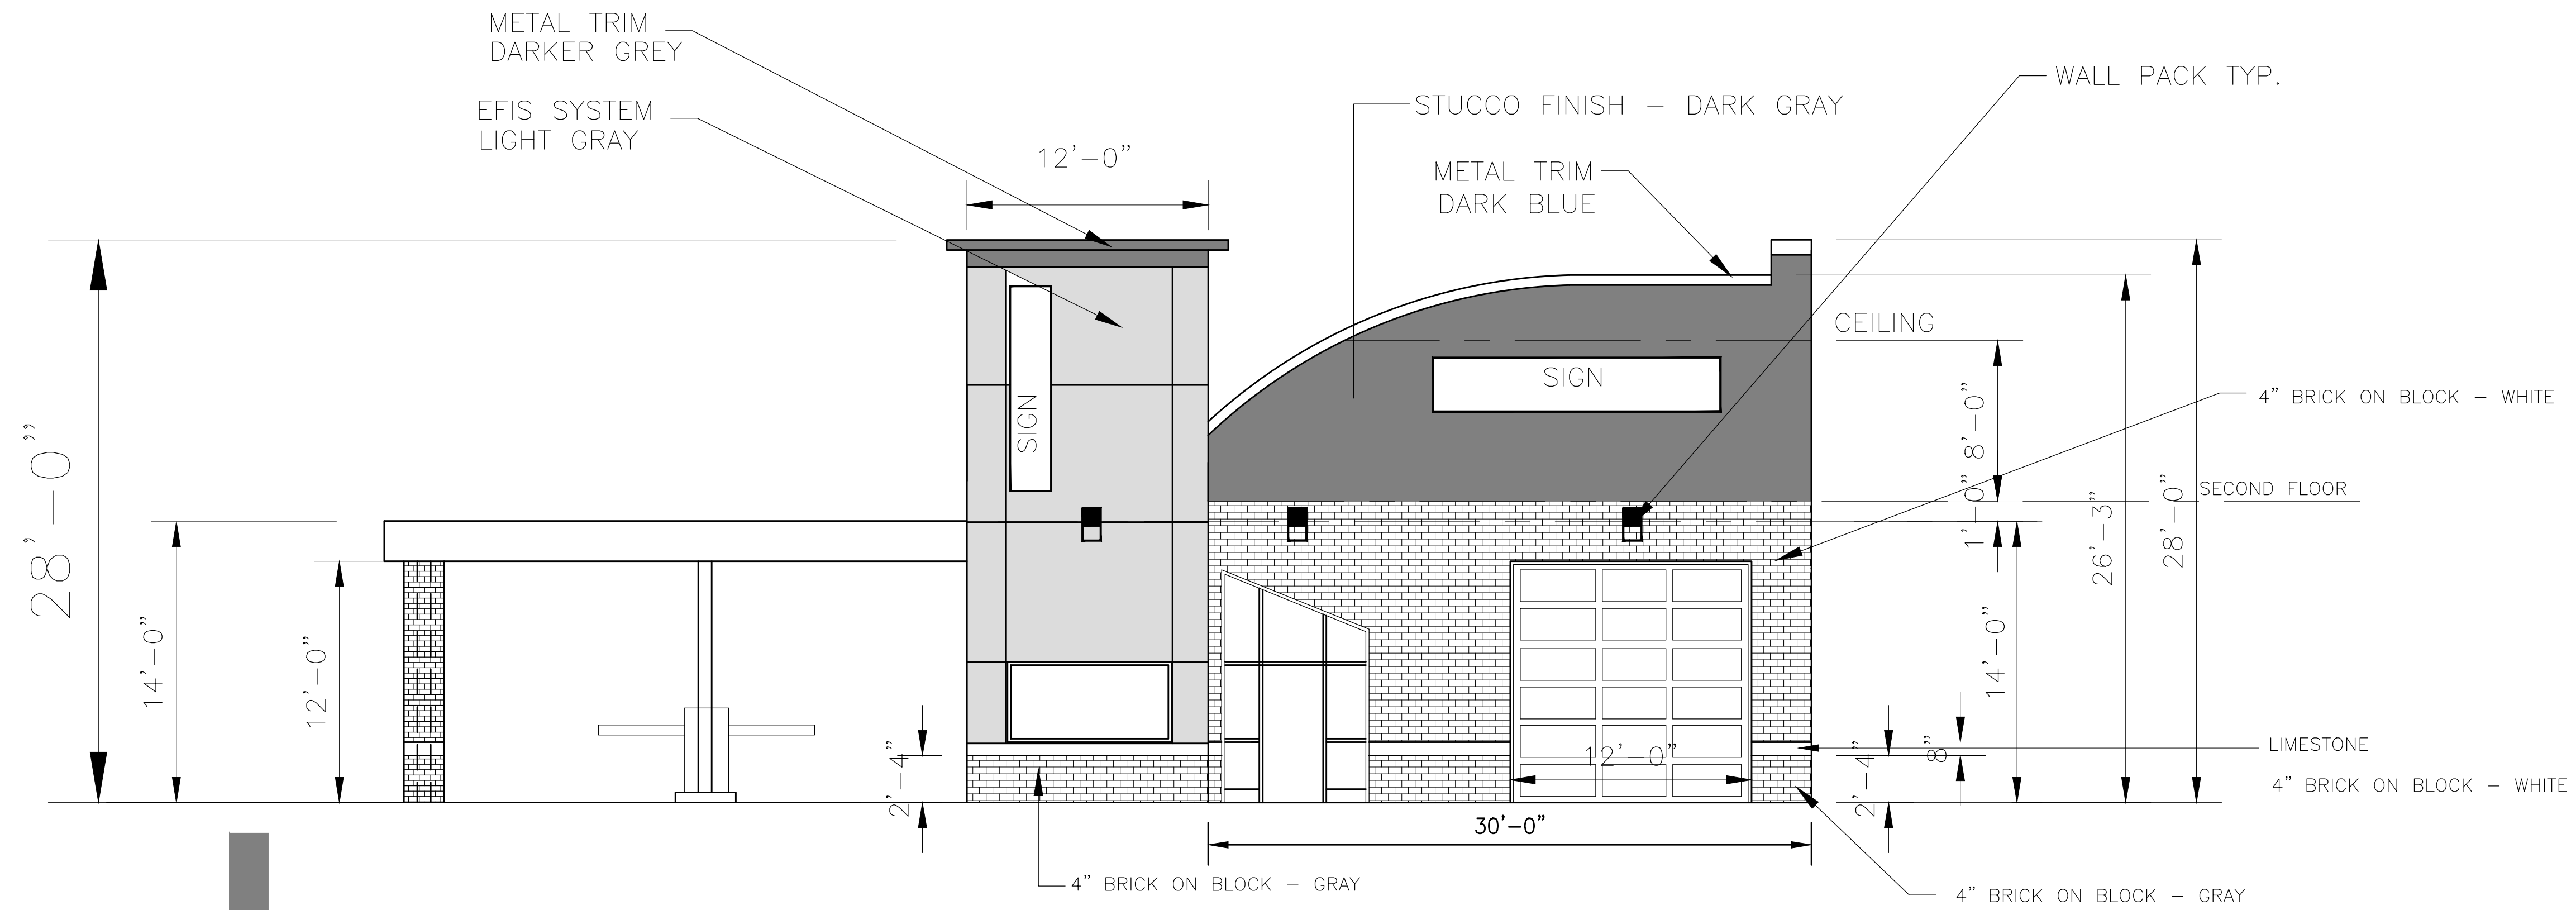 METAL TRIM
DARKER GREY
EFIS SYSTEM
LIGHT GRAY
12'-0"
STUCCO FINISH - DARK GRAY
WALL PACK TYP.
METAL TRIM
DARK BLUE
CEILING
SIGN
SIGN
4" BRICK ON BLOCK - WHITE
SECOND FLOOR
28'-0"
14'-0"
12'-0"
2'-4"
8'-0"
1'-0"
26'-3"
28'-0"
14'-0"
12'-0"
2'-4"
8"
LIMESTONE
4" BRICK ON BLOCK - WHITE
30'-0"
4" BRICK ON BLOCK - GRAY
4" BRICK ON BLOCK - GRAY